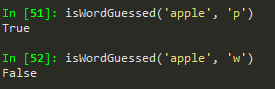 In [51]: isWordGuessed('apple', 'p')
True
In [52]: isWordGuessed('apple', 'w')
False